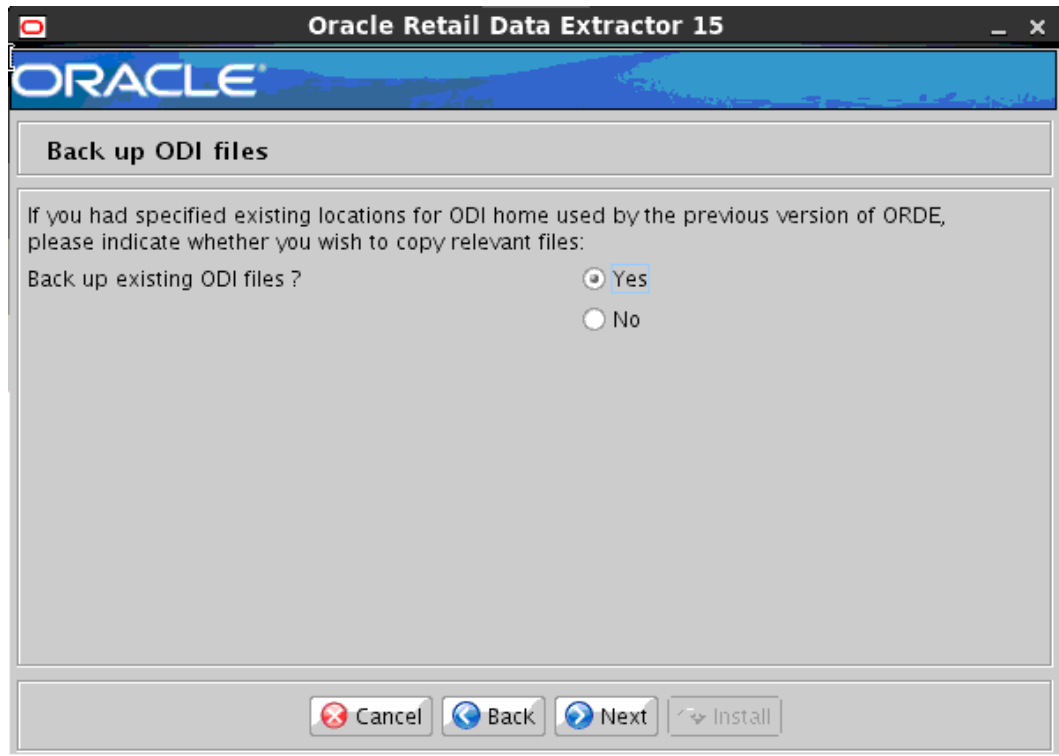 Oracle Retail Data Extractor 15
ORACLE
Back up ODI files
If you had specified existing locations for ODI home used by the previous version of ORDE,
please indicate whether you wish to copy relevant files:
Back up existing ODI files ?
Yes
No
Cancel Back Next Install